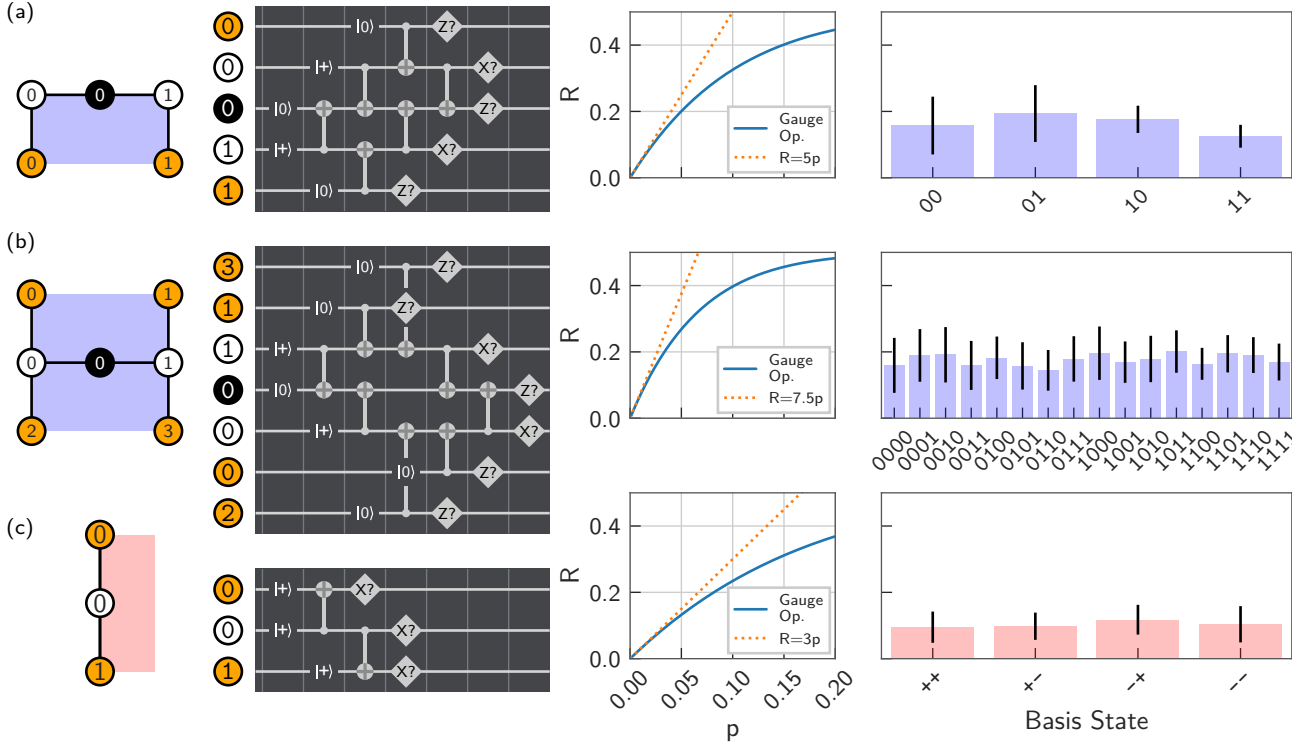 (a)
0 0 1
0 1
0 |0⟩ Z?
0 |+⟩ X?
0 |0⟩ Z?
1 |+⟩ X?
1 |0⟩ Z?
R
0.4
0.2
0.0
Gauge
Op.
R=5p
00 01 10 11
(b)
0 1
0 0 1
2 3
3 |0⟩ Z?
1 |0⟩ Z?
1 |+⟩ X?
0 |0⟩ Z?
0 |+⟩ X?
0 |0⟩ Z?
2 |0⟩ Z?
R
0.4
0.2
0.0
Gauge
Op.
R=7.5p
0000 0001 0010 0011 0100 0101 0110 0111 1000 1001 1010 1011 1100 1101 1110 1111
(c)
0
0
1
0 |+⟩ X?
0 |+⟩ X?
1 |+⟩ X?
R
0.4
0.2
0.0
Gauge
Op.
R=3p
0.00 0.05 0.10 0.15 0.20
p
++ +− −+ −−
Basis State